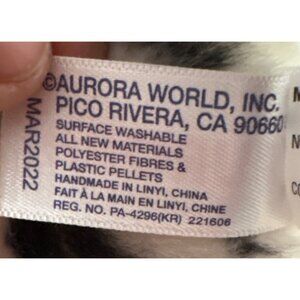 ©AURORA WORLD, INC.
PICO RIVERA, CA 90660
SURFACE WASHABLE
ALL NEW MATERIALS
POLYESTER FIBRES &
PLASTIC PELLETS
HANDMADE IN LINYI, CHINA
FAIT À LA MAIN EN LINYI, CHINE
REG. NO. PA-4296(KR) 221606
MAR2022